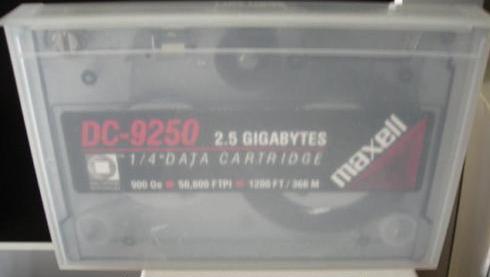 DC-9250 2.5 GIGABYTES
1/4" DATA CARTRIDGE
900 Oe 50,800 FTPI 1200 FT/366 M
maxell